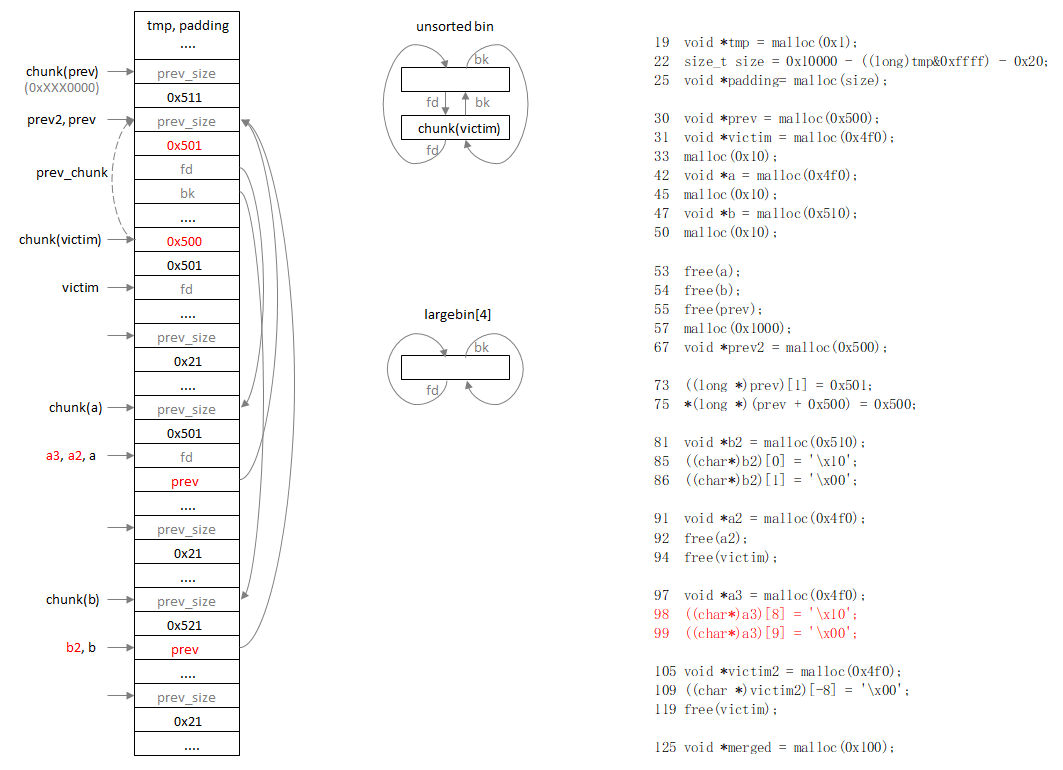 tmp, padding
....
chunk(prev)
(0xXXX0000)
prev_size
0x511
prev2, prev
prev_size
0x501
prev_chunk
fd
bk
....
chunk(victim)
0x500
0x501
victim
fd
....
prev_size
0x21
....
chunk(a)
prev_size
0x501
a3, a2, a
fd
prev
....
prev_size
0x21
....
chunk(b)
prev_size
0x521
b2, b
prev
....
prev_size
0x21
....
unsorted bin
bk
fd
bk
chunk(victim)
fd
largebin[4]
bk
fd
19 void *tmp = malloc(0x1);
22 size_t size = 0x10000 - ((long)tmp&0xffff) - 0x20;
25 void *padding= malloc(size);
30 void *prev = malloc(0x500);
31 void *victim = malloc(0x4f0);
33 malloc(0x10);
42 void *a = malloc(0x4f0);
45 malloc(0x10);
47 void *b = malloc(0x510);
50 malloc(0x10);
53 free(a);
54 free(b);
55 free(prev);
57 malloc(0x1000);
67 void *prev2 = malloc(0x500);
73 ((long *)prev)[1] = 0x501;
75 *(long *)(prev + 0x500) = 0x500;
81 void *b2 = malloc(0x510);
85 ((char*)b2)[0] = '\x10';
86 ((char*)b2)[1] = '\x00';
91 void *a2 = malloc(0x4f0);
92 free(a2);
94 free(victim);
97 void *a3 = malloc(0x4f0);
98 ((char*)a3)[8] = '\x10';
99 ((char*)a3)[9] = '\x00';
105 void *victim2 = malloc(0x4f0);
109 ((char *)victim2)[-8] = '\x00';
119 free(victim);
125 void *merged = malloc(0x100);